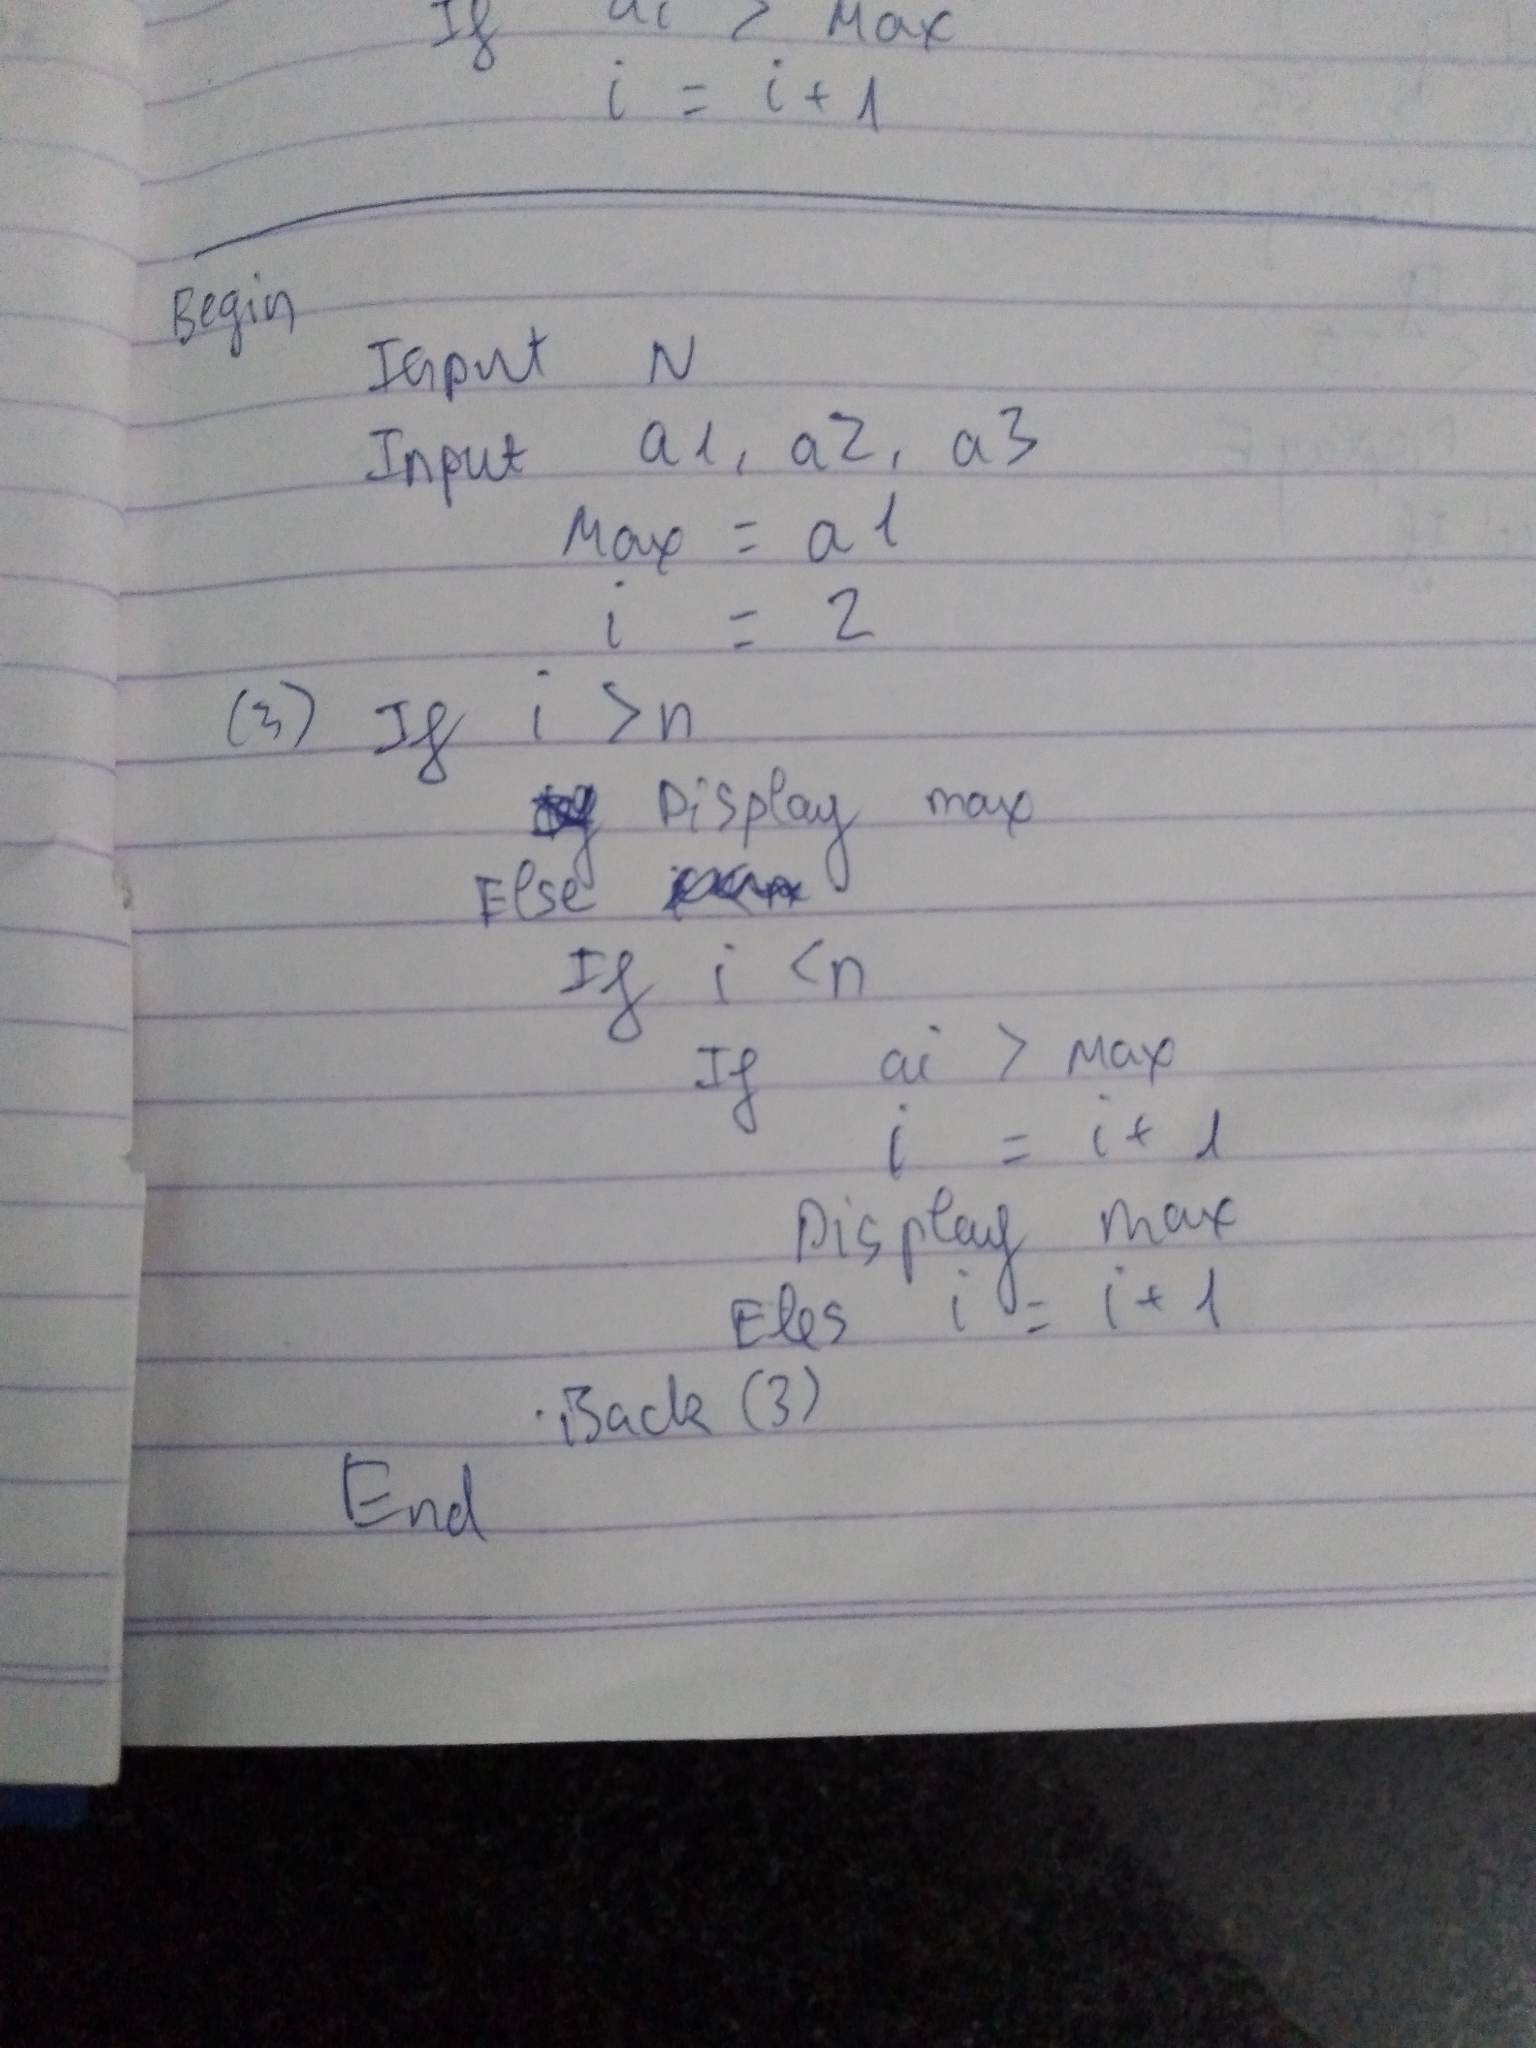 If ai > Max
i = i + 1
Begin
Input N
Input a1, a2, a3
Max = a1
i = 2
(3) If i > n
Display max
Else
If i < n
If ai > Max
i = i + 1
Display max
Eles i = i + 1
Back (3)
End